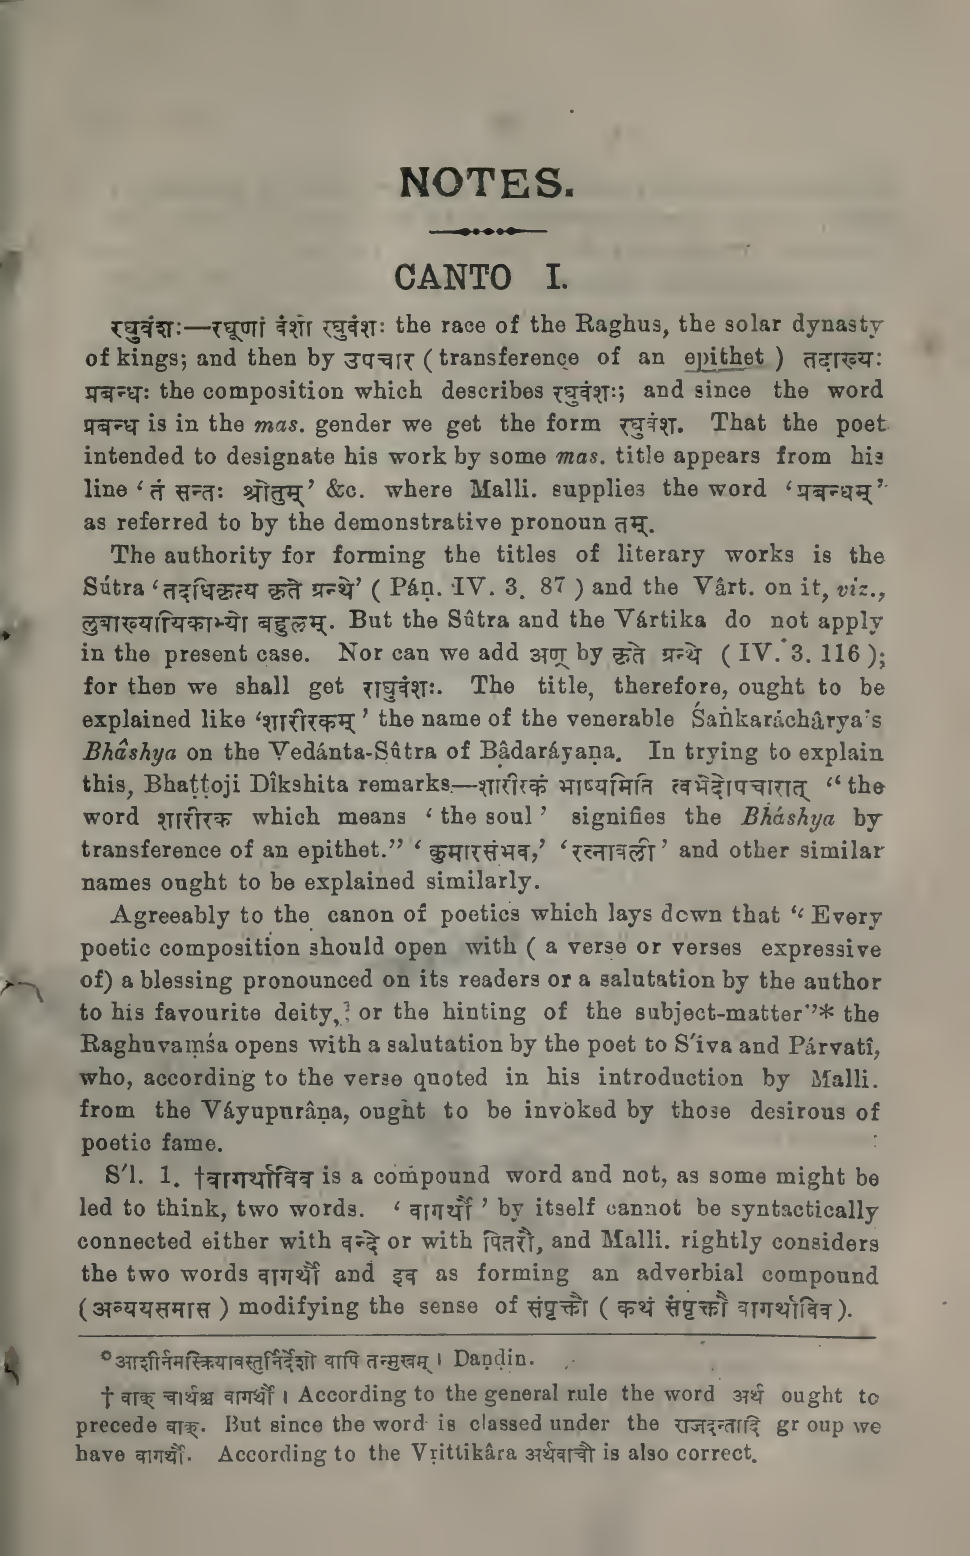 NOTES.
CANTO I.
रघुवंशः—रघूणां वंशो रघुवंशः the race of the Raghus, the solar dynasty
of kings; and then by उपचार ( transference of an epithet ) तदाख्यः
प्रबन्धः the composition which describes रघुवंशः; and since the word
प्रबन्ध is in the mas. gender we get the form रघुवंश. That the poet
intended to designate his work by some mas. title appears from his
line ‘ तं सन्तः श्रोतुम् ’ &c. where Malli. supplies the word ‘ प्रबन्धम् ’
as referred to by the demonstrative pronoun तम्.
The authority for forming the titles of literary works is the
Sútra ‘तदधिकृत्य कृते ग्रन्थे’ ( Páṇ. IV. 3. 87 ) and the Vârt. on it, viz.,
लुबाख्यायिकाभ्यो बहुलम्. But the Sûtra and the Vártika do not apply
in the present case. Nor can we add अण् by कृते ग्रन्थे ( IV. 3. 116 );
for then we shall get राघुवंशः. The title, therefore, ought to be
explained like ‘शारीरकम् ’ the name of the venerable Śaṅkaráchârya's
Bhâshya on the Vedánta-Sûtra of Bâdaráyaṇa. In trying to explain
this, Bhaṭṭoji Dîkshita remarks—शारीरकं भाष्यमिति त्वभेदोपचारात् “ the
word शारीरक which means ‘ the soul ’ signifies the Bháshya by
transference of an epithet.” ‘ कुमारसंभव,’ ‘रत्नावली ’ and other similar
names ought to be explained similarly.
Agreeably to the canon of poetics which lays down that “ Every
poetic composition should open with ( a verse or verses expressive
of) a blessing pronounced on its readers or a salutation by the author
to his favourite deity, or the hinting of the subject-matter”* the
Raghuvaṃśa opens with a salutation by the poet to S'iva and Párvatî,
who, according to the verse quoted in his introduction by Malli.
from the Váyupurâṇa, ought to be invoked by those desirous of
poetic fame.
S'l. 1. †वागर्थाविव is a compound word and not, as some might be
led to think, two words. ‘ वागर्थौ ’ by itself cannot be syntactically
connected either with वन्दे or with पितरौ, and Malli. rightly considers
the two words वागर्थौ and इव as forming an adverbial compound
( अव्ययसमास ) modifying the sense of संपृक्तौ ( कथं संपृक्तौ वागर्थाविव ).
*आशीर्नमस्क्रियावस्तुर्निर्देशो वापि तन्मुखम् । Daṇḍin.
† वाक् चार्थश्च वागर्थौ । According to the general rule the word अर्थ ought to
precede वाक्. But since the word is classed under the राजदन्तादि gr oup we
have वागर्थौ. According to the Vṛittikâra अर्थवाचौ is also correct.